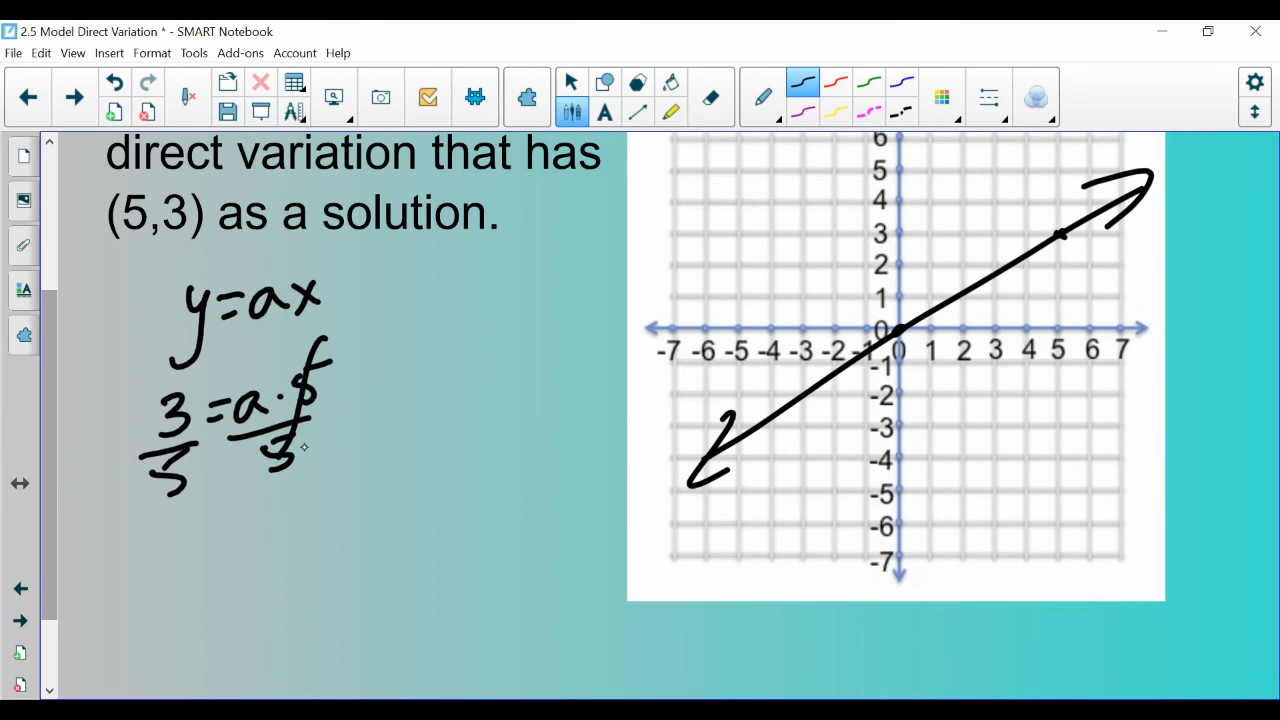 2.5 Model Direct Variation * - SMART Notebook
File Edit View Insert Format Tools Add-ons Account Help
direct variation that has
(5,3) as a solution.
y=ax
3=a·5
5 5
6
5
4
3
2
1
0
-7 -6 -5 -4 -3 -2 -1 0 1 2 3 4 5 6 7
-1
-2
-3
-4
-5
-6
-7